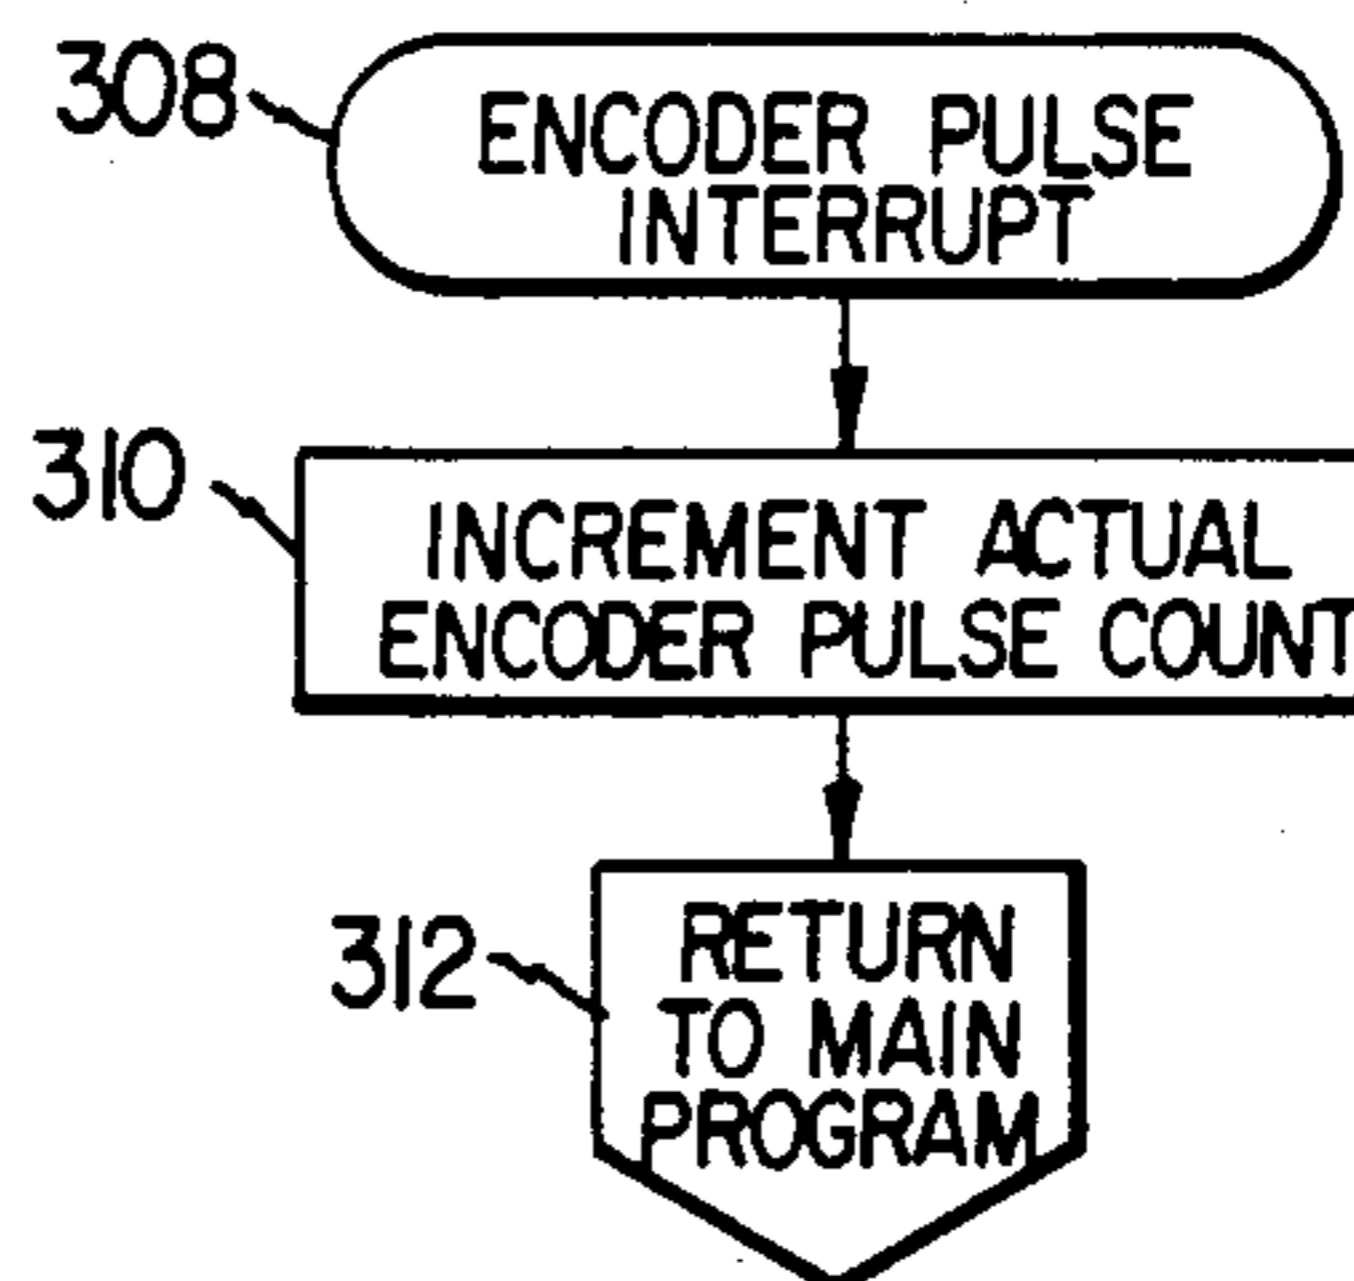 308
ENCODER PULSE
INTERRUPT
310
INCREMENT ACTUAL
ENCODER PULSE COUNT
312
RETURN
TO MAIN
PROGRAM